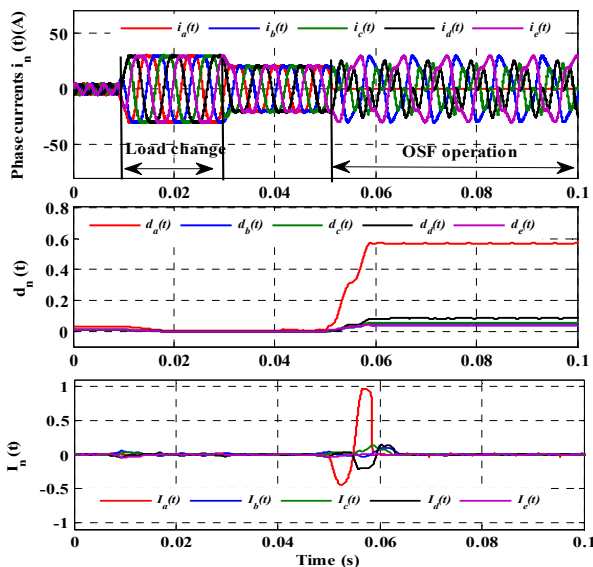 Phase currents i_n (t)(A)
i_a(t) i_b(t) i_c(t) i_d(t) i_e(t)
50
0
-50
Load change
OSF operation
0 0.02 0.04 0.06 0.08 0.1
d_n (t)
d_a(t) d_b(t) d_c(t) d_d(t) d_e(t)
0.6
0.4
0.2
0
0 0.02 0.04 0.06 0.08 0.1
I_n(t)
1
0.5
0
-0.5
-1
I_a(t) I_b(t) I_c(t) I_d(t) I_e(t)
0 0.02 0.04 0.06 0.08 0.1
Time (s)